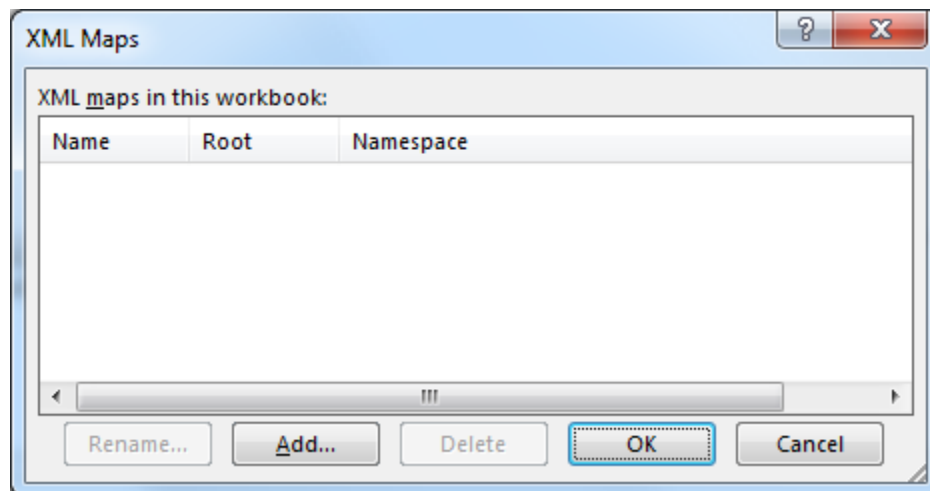 XML Maps
XML maps in this workbook:
Name Root Namespace
Rename... Add... Delete OK Cancel